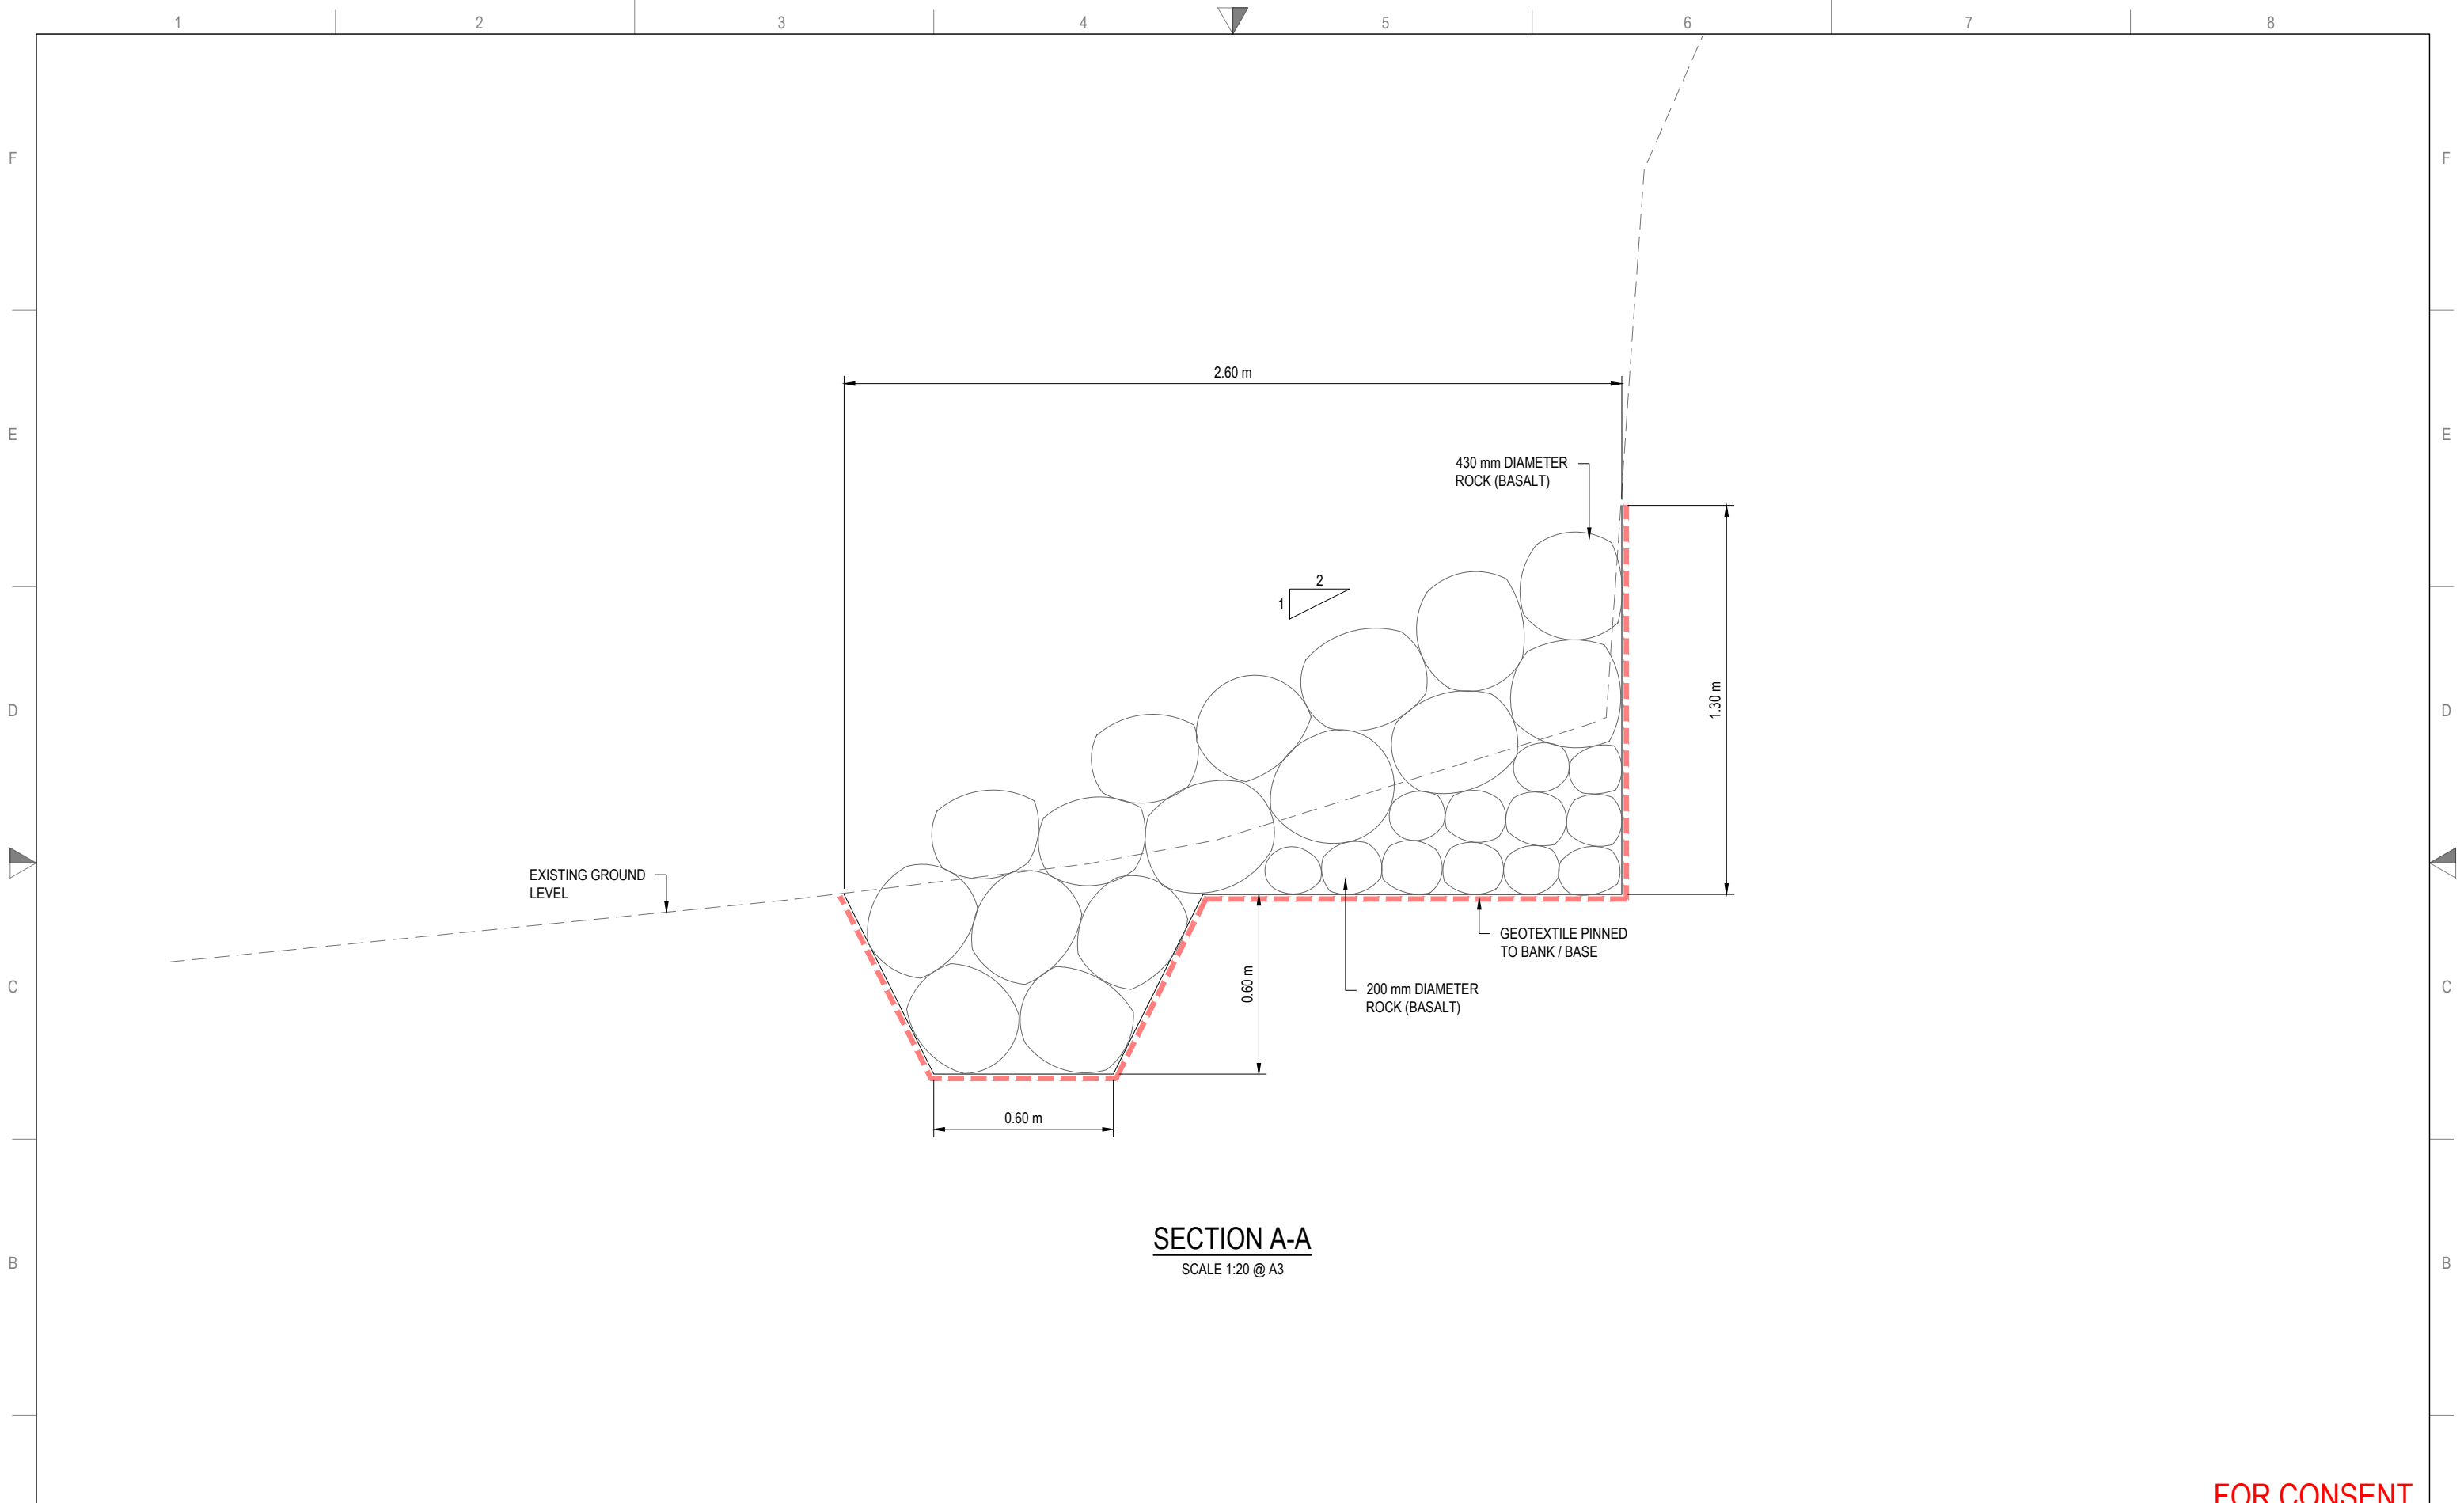 1 2 3 4 5 6 7 8
F F
2.60 m
E E
430 mm DIAMETER
ROCK (BASALT)
2
1
1.30 m
D D
EXISTING GROUND
LEVEL
GEOTEXTILE PINNED
TO BANK / BASE
0.60 m
200 mm DIAMETER
ROCK (BASALT)
C C
0.60 m
SECTION A-A
SCALE 1:20 @ A3
B B
FOR CONSENT